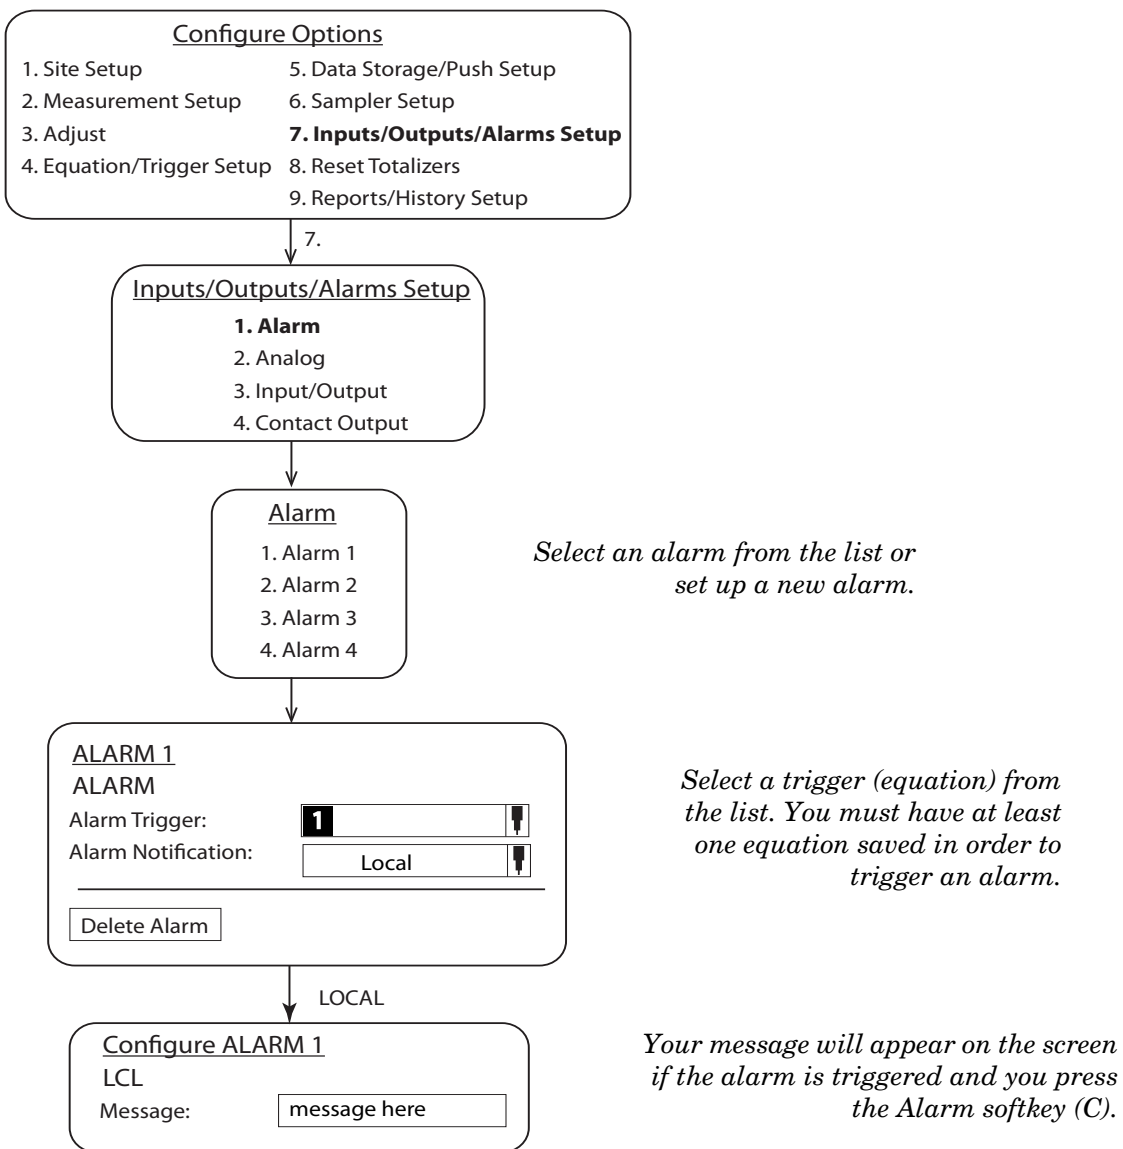 Configure Options
1. Site Setup
2. Measurement Setup
3. Adjust
4. Equation/Trigger Setup
5. Data Storage/Push Setup
6. Sampler Setup
7. Inputs/Outputs/Alarms Setup
8. Reset Totalizers
9. Reports/History Setup
7.
Inputs/Outputs/Alarms Setup
1. Alarm
2. Analog
3. Input/Output
4. Contact Output
Alarm
1. Alarm 1
2. Alarm 2
3. Alarm 3
4. Alarm 4
Select an alarm from the list or
set up a new alarm.
ALARM 1
ALARM
Alarm Trigger: 1
Alarm Notification: Local
Delete Alarm
Select a trigger (equation) from
the list. You must have at least
one equation saved in order to
trigger an alarm.
LOCAL
Configure ALARM 1
LCL
Message: message here
Your message will appear on the screen
if the alarm is triggered and you press
the Alarm softkey (C).